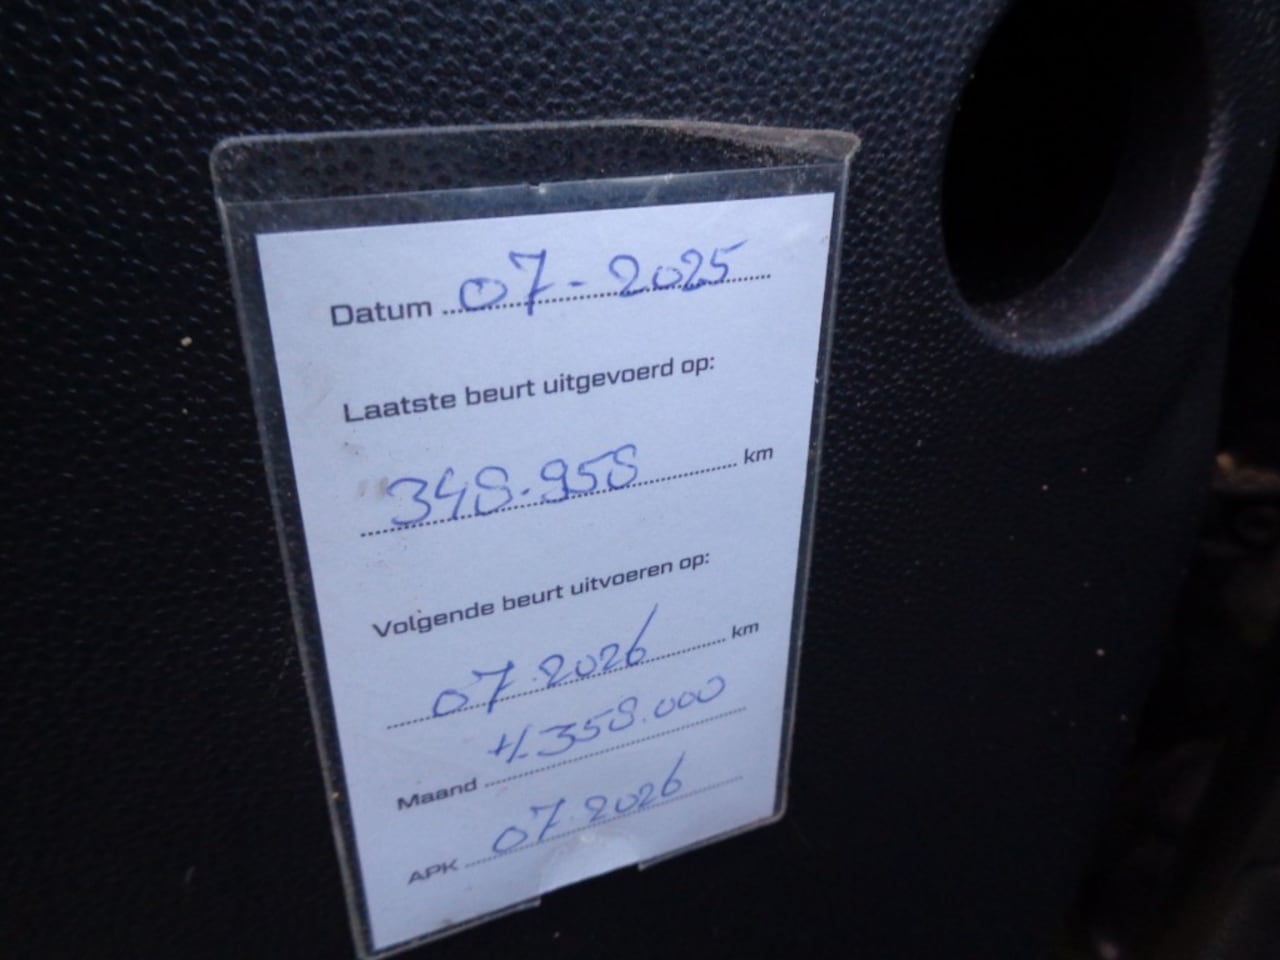 Datum 07-2025
Laatste beurt uitgevoerd op:
348.958 km
Volgende beurt uitvoeren op:
07.2026 km
Maand +/-358.000
APK 07.2026